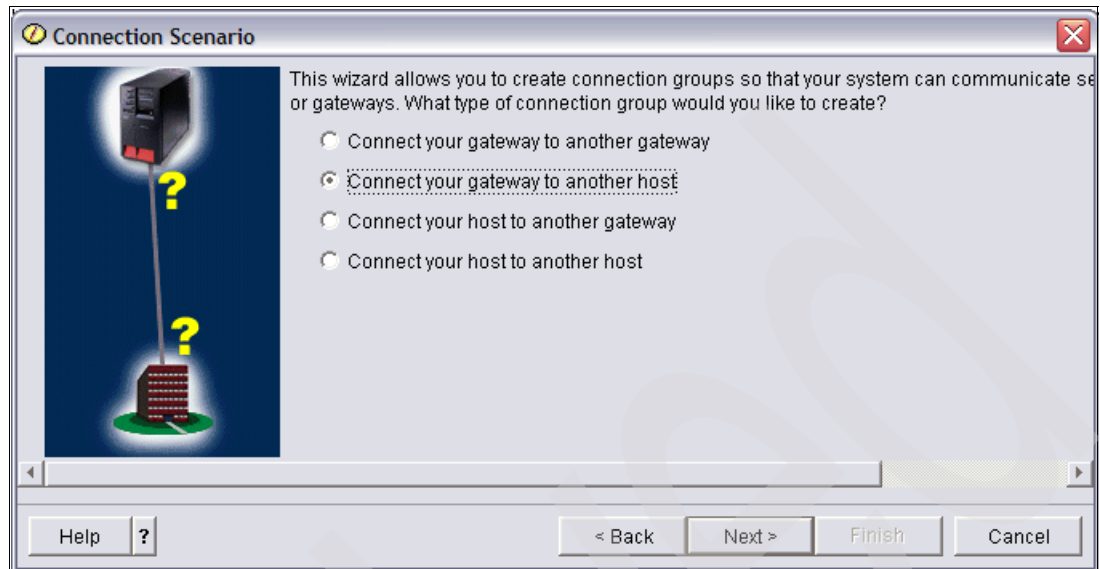 Connection Scenario
This wizard allows you to create connection groups so that your system can communicate se
or gateways. What type of connection group would you like to create?
Connect your gateway to another gateway
Connect your gateway to another host
Connect your host to another gateway
Connect your host to another host
?
?
Help ? < Back Next > Finish Cancel